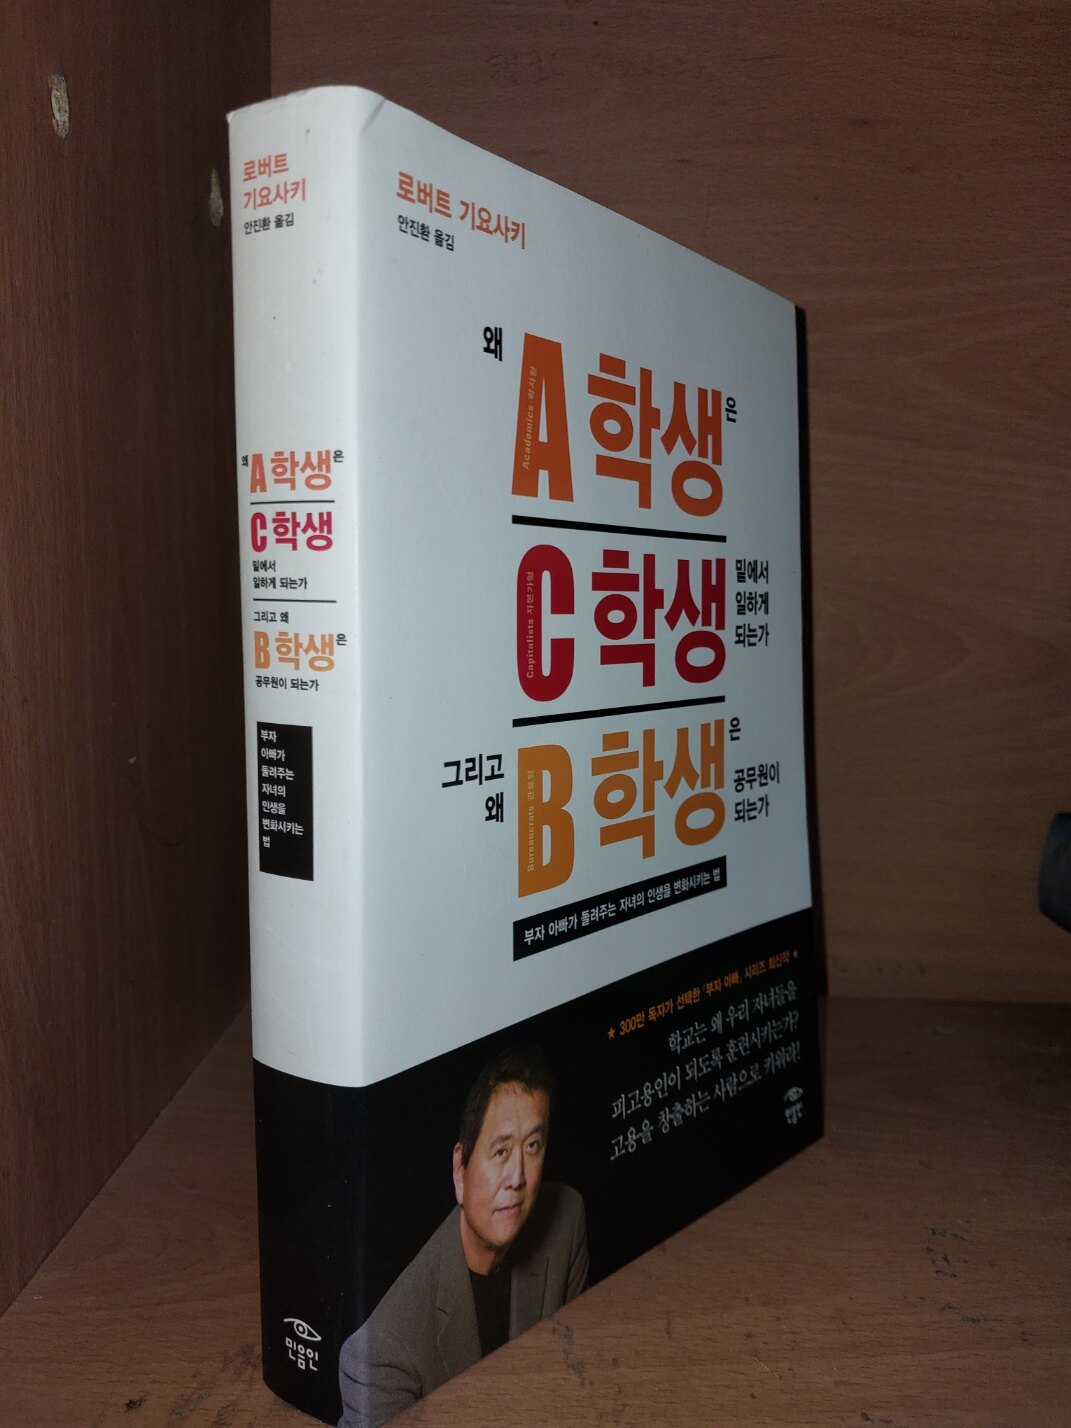 로버트
기요사키
안진환 옮김
왜 A 학생은
C 학생
밑에서
일하게 되는가
그리고 왜
B 학생은
공무원이 되는가
부자
아빠가
들려주는
자녀의
인생을
변화시키는
법
민음인
로버트 기요사키
안진환 옮김
왜 A 학생은
Academics 학자형
C 학생 밑에서
일하게
되는가
Capitalists 자본가형
그리고
왜 B 학생은
공무원이
되는가
Bureaucrats 관료형
부자 아빠가 들려주는 자녀의 인생을 변화시키는 법
★ 300만 독자가 선택한 「부자 아빠」 시리즈 최신작 ★
학교는 왜 우리 자녀들을
피고용인이 되도록 훈련시키는가?
고용을 창출하는 사람으로 키워라!
민음인